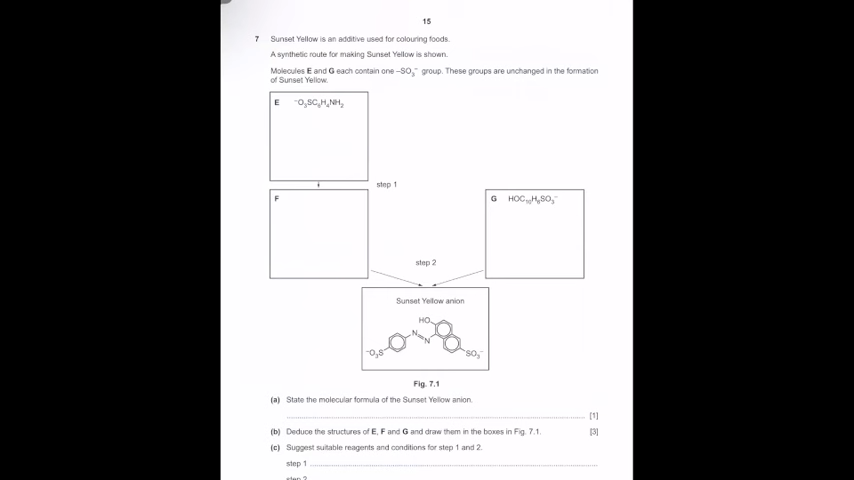 15
7 Sunset Yellow is an additive used for colouring foods.
A synthetic route for making Sunset Yellow is shown.
Molecules E and G each contain one –SO₃⁻ group. These groups are unchanged in the formation
of Sunset Yellow.
E ⁻O₃SC₆H₄NH₂
step 1
F
G HOC₁₀H₆SO₃⁻
step 2
Sunset Yellow anion
HO
N
N
⁻O₃S
SO₃⁻
Fig. 7.1
(a) State the molecular formula of the Sunset Yellow anion.
[1]
(b) Deduce the structures of E, F and G and draw them in the boxes in Fig. 7.1. [3]
(c) Suggest suitable reagents and conditions for step 1 and 2.
step 1
step 2